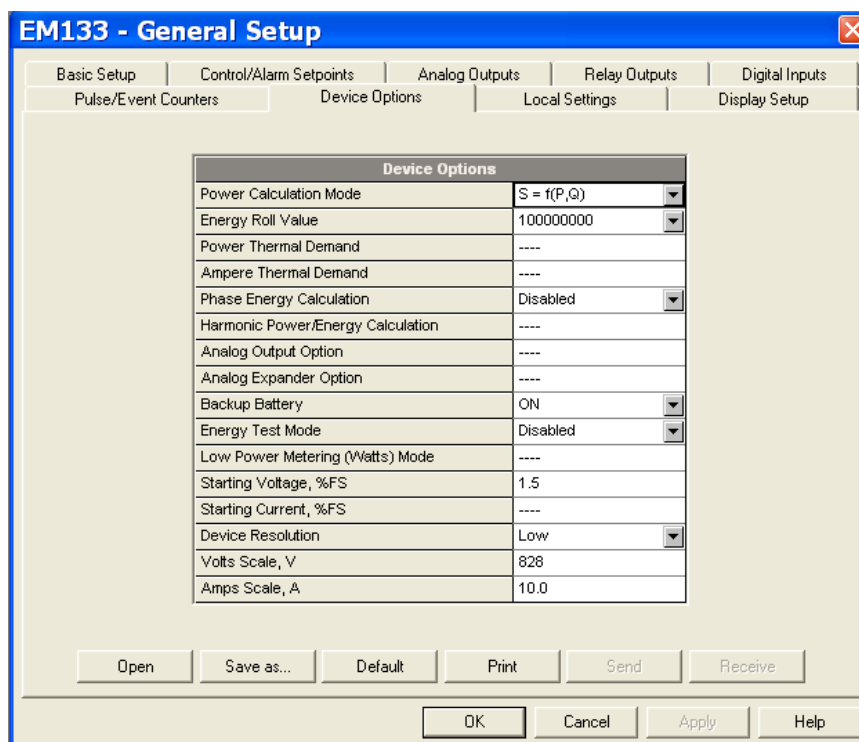 EM133 - General Setup
Basic Setup Control/Alarm Setpoints Analog Outputs Relay Outputs Digital Inputs
Pulse/Event Counters Device Options Local Settings Display Setup
Device Options
Power Calculation Mode S = f(P,Q)
Energy Roll Value 100000000
Power Thermal Demand ----
Ampere Thermal Demand ----
Phase Energy Calculation Disabled
Harmonic Power/Energy Calculation ----
Analog Output Option ----
Analog Expander Option ----
Backup Battery ON
Energy Test Mode Disabled
Low Power Metering (Watts) Mode ----
Starting Voltage, %FS 1.5
Starting Current, %FS ----
Device Resolution Low
Volts Scale, V 828
Amps Scale, A 10.0
Open Save as... Default Print Send Receive
OK Cancel Apply Help